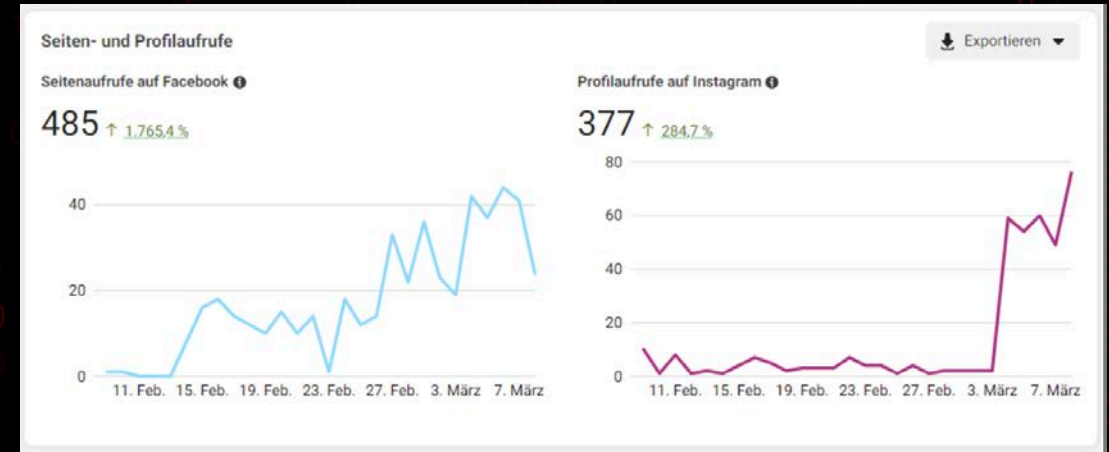 Seiten- und Profilaufrufe
Exportieren
Seitenaufrufe auf Facebook
485 ↑ 1.765,4 %
40
20
0
11. Feb. 15. Feb. 19. Feb. 23. Feb. 27. Feb. 3. März 7. März
Profilaufrufe auf Instagram
377 ↑ 284,7 %
80
60
40
20
0
11. Feb. 15. Feb. 19. Feb. 23. Feb. 27. Feb. 3. März 7. März